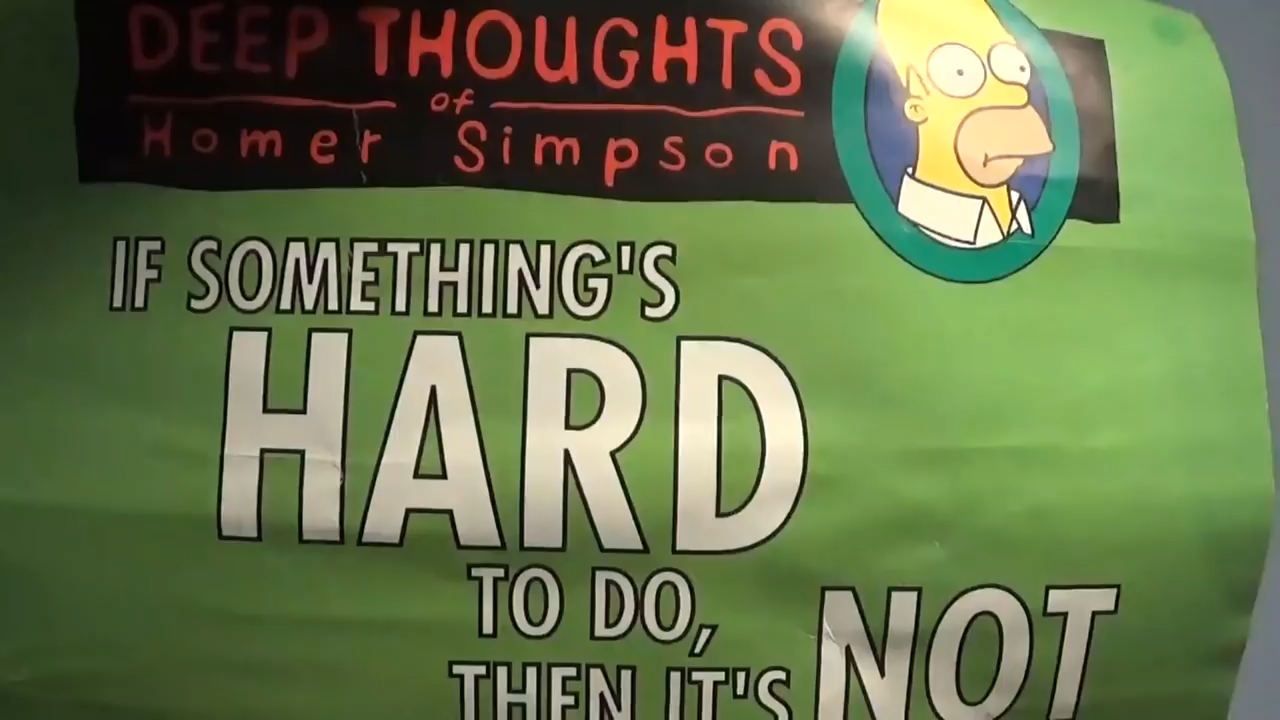 DEEP THOUGHTS
of
Homer Simpson
IF SOMETHING'S
HARD
TO DO,
THEN IT'S NOT